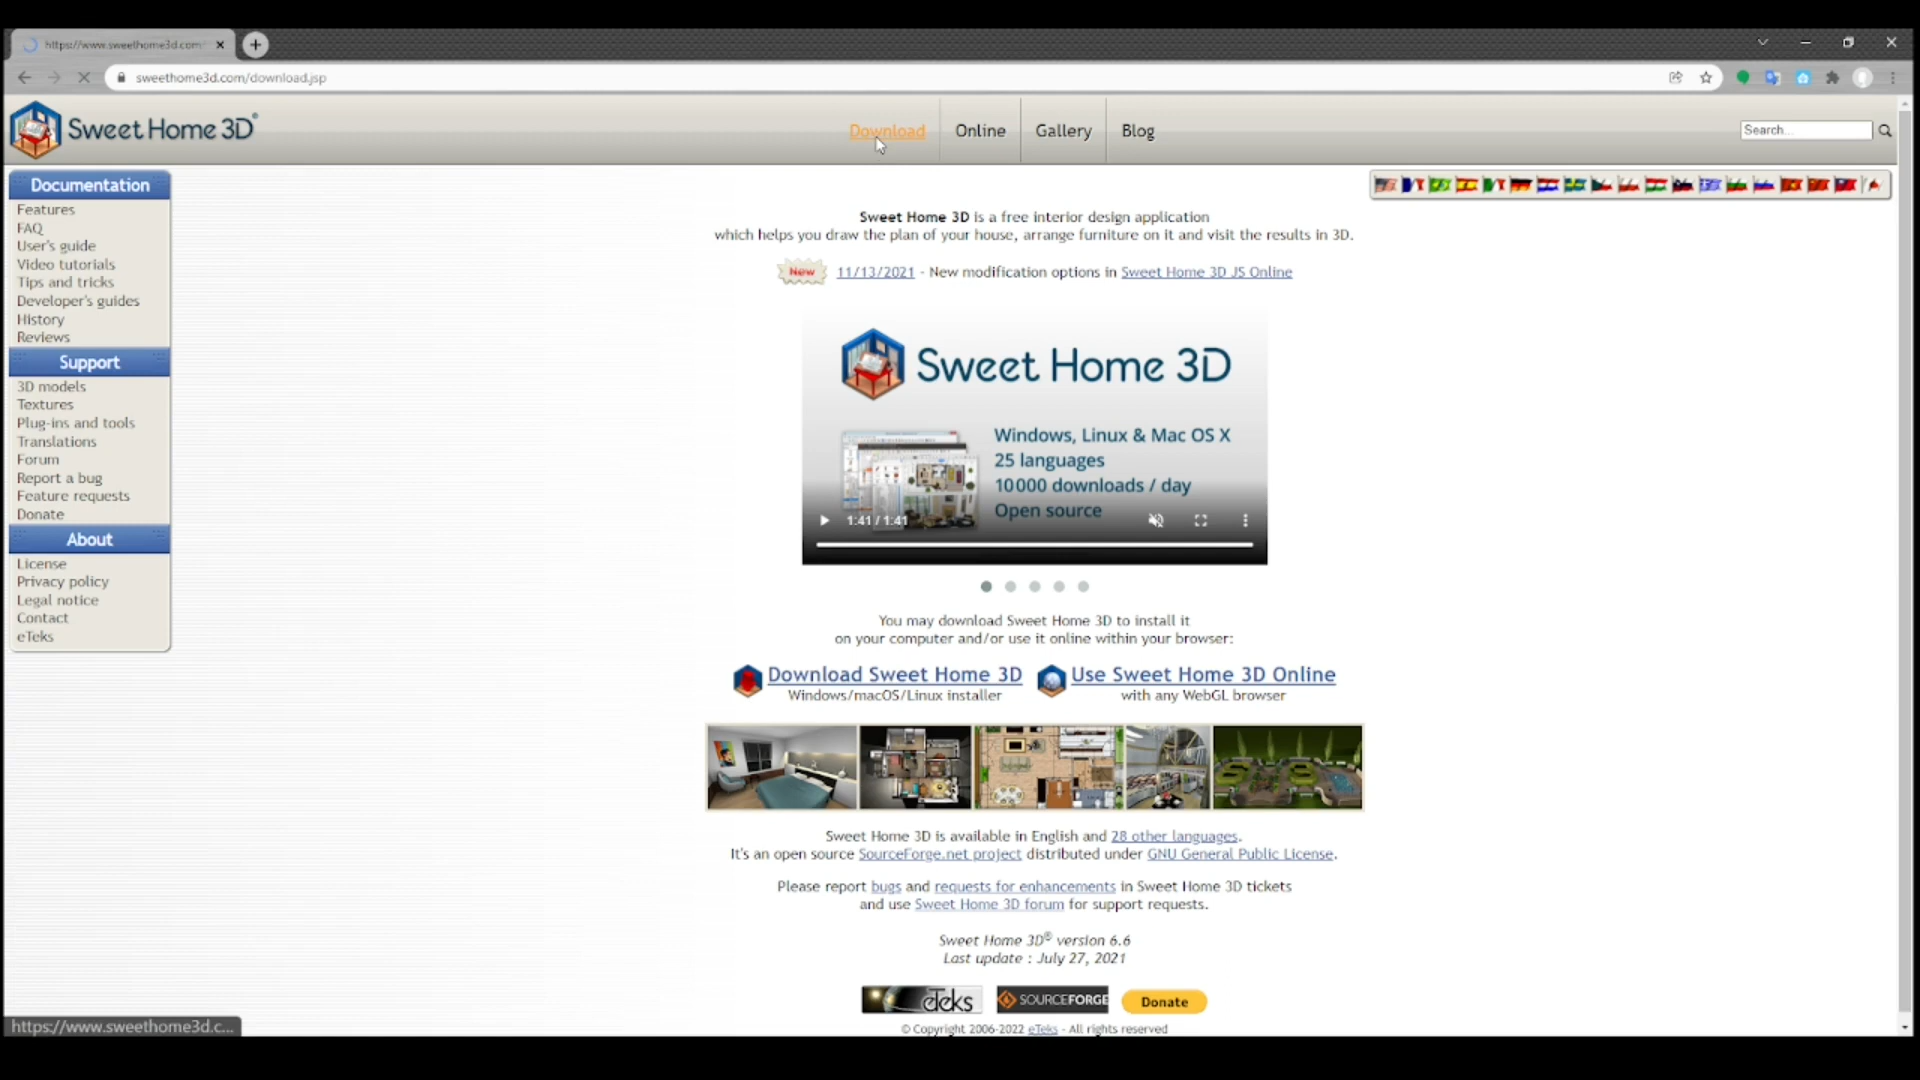 https://www.sweethome3d.com
sweethome3d.com/download.jsp
Sweet Home 3D®
Download
Online
Gallery
Blog
Search...
Documentation
Features
FAQ
User's guide
Video tutorials
Tips and tricks
Developer's guides
History
Reviews
Support
3D models
Textures
Plug-ins and tools
Translations
Forum
Report a bug
Feature requests
Donate
About
License
Privacy policy
Legal notice
Contact
eTeks
Sweet Home 3D is a free interior design application
which helps you draw the plan of your house, arrange furniture on it and visit the results in 3D.
New 11/13/2021 - New modification options in Sweet Home 3D JS Online
Sweet Home 3D
Windows, Linux & Mac OS X
25 languages
10000 downloads / day
Open source
1:41 / 1:41
You may download Sweet Home 3D to install it
on your computer and/or use it online within your browser:
Download Sweet Home 3D
Windows/macOS/Linux installer
Use Sweet Home 3D Online
with any WebGL browser
Sweet Home 3D is available in English and 28 other languages.
It's an open source SourceForge.net project distributed under GNU General Public License.
Please report bugs and requests for enhancements in Sweet Home 3D tickets
and use Sweet Home 3D forum for support requests.
Sweet Home 3D® version 6.6
Last update : July 27, 2021
eTeks
SOURCEFORGE
Donate
© Copyright 2006-2022 eTeks - All rights reserved
https://www.sweethome3d.c...